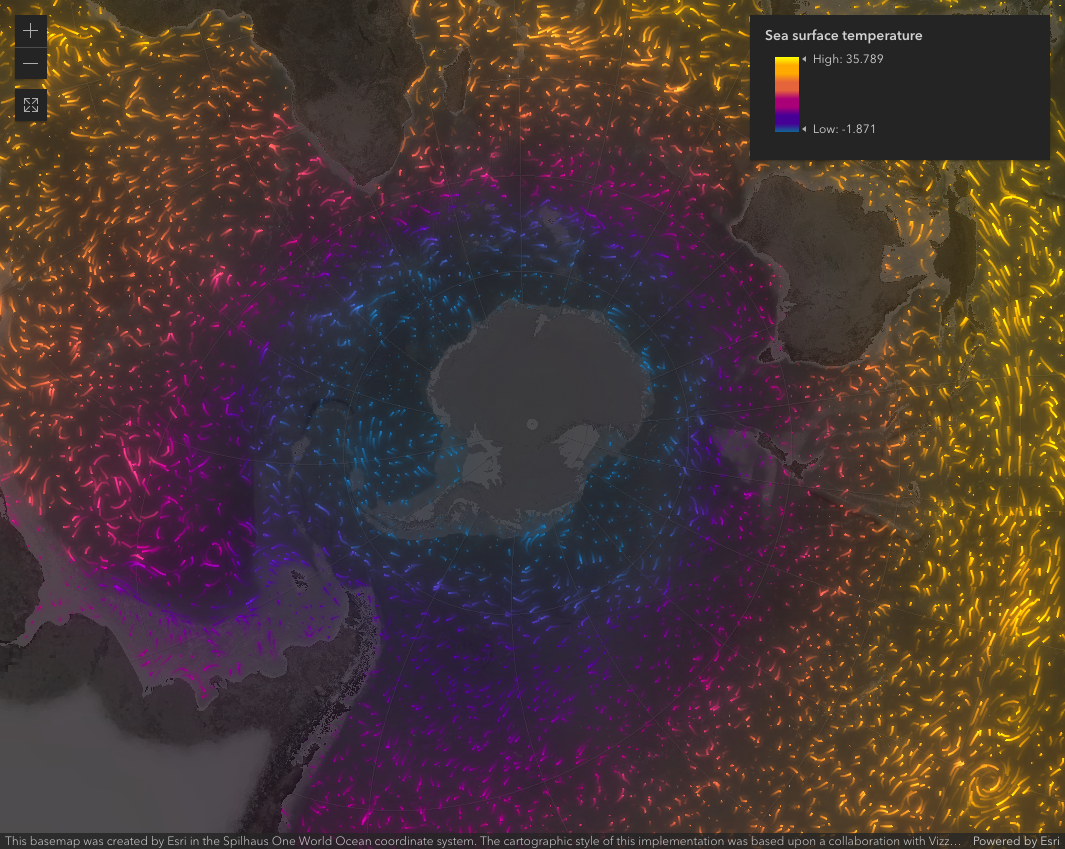 Sea surface temperature
High: 35.789
Low: -1.871
This basemap was created by Esri in the Spilhaus One World Ocean coordinate system. The cartographic style of this implementation was based upon a collaboration with Vizz... Powered by Esri